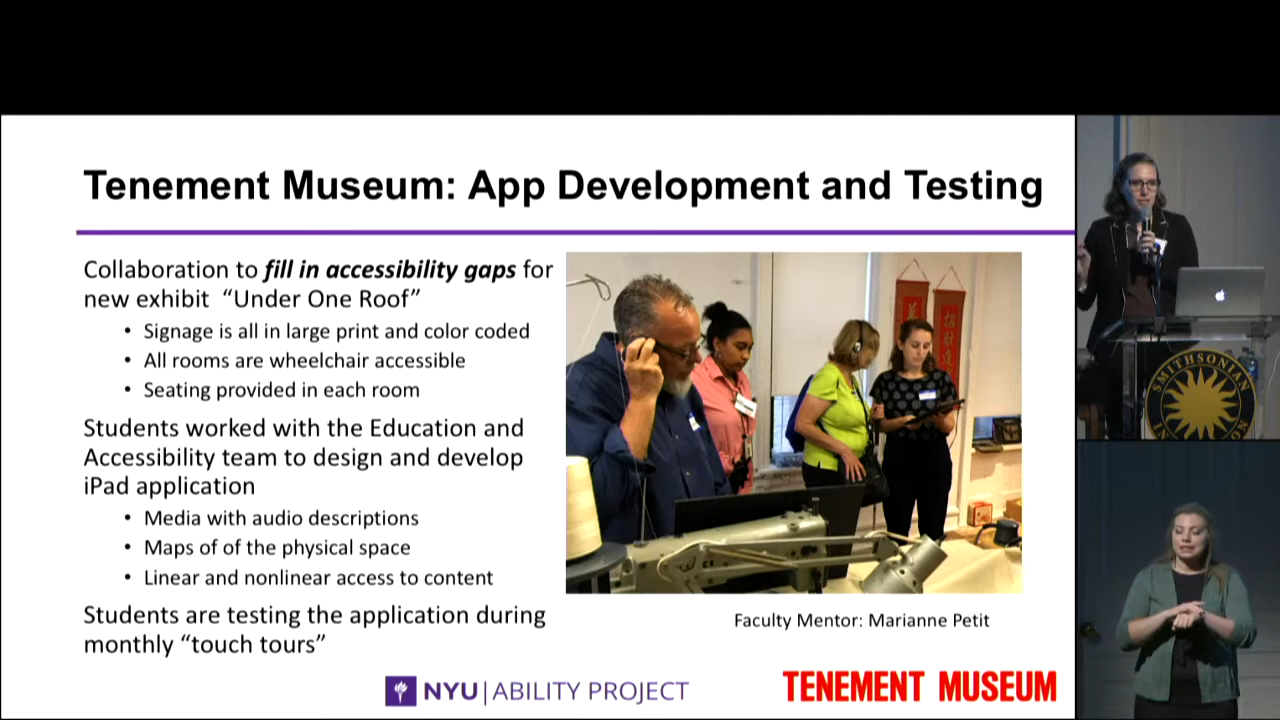 Tenement Museum: App Development and Testing
Collaboration to fill in accessibility gaps for
new exhibit “Under One Roof”
• Signage is all in large print and color coded
• All rooms are wheelchair accessible
• Seating provided in each room
Students worked with the Education and
Accessibility team to design and develop
iPad application
• Media with audio descriptions
• Maps of of the physical space
• Linear and nonlinear access to content
Students are testing the application during
monthly “touch tours”
Faculty Mentor: Marianne Petit
NYU | ABILITY PROJECT
TENEMENT MUSEUM
SMITHSONIAN